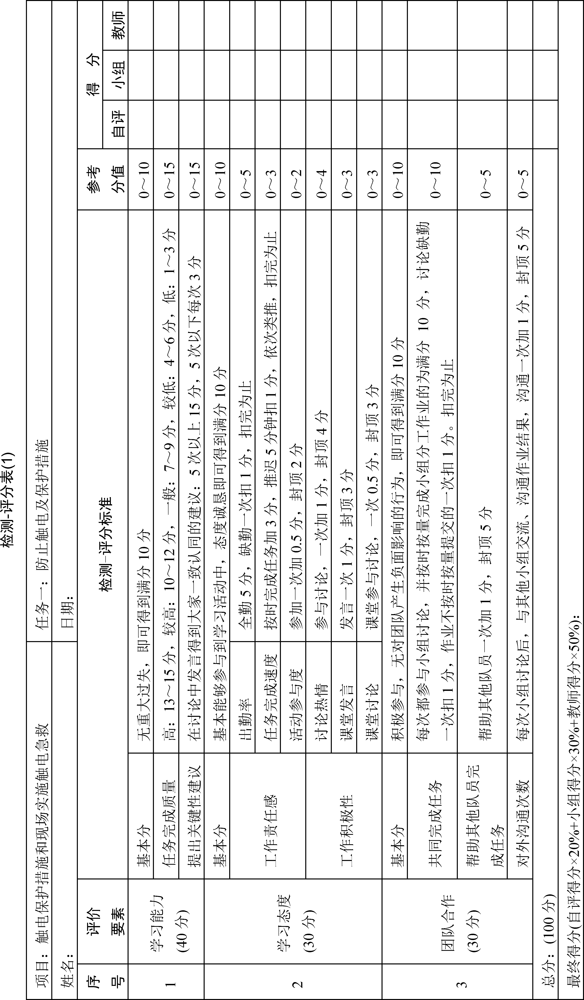 检测-评分表(1)
项目：触电保护措施和现场实施触电急救
任务一：防止触电及保护措施
姓名：
日期：
序
号
评价
要素
检测–评分标准
参考
分值
得 分
自评
小组
教师
1
学习能力
(40 分)
基本分
无重大过失，即可得到满分 10 分
0～10
任务完成质量
高：13～15 分，较高：10～12 分，一般：7～9 分，较低：4～6 分，低：1～3 分
0～15
提出关键性建议
在讨论中发言得到大家一致认同的建议：5 次以上 15 分，5 次以下每次 3 分
0～15
2
学习态度
(30 分)
基本分
基本能够参与到学习活动中，态度诚恳即可得到满分 10 分
0～10
工作责任感
出勤率
全勤 5 分，缺勤一次扣 1 分，扣完为止
0～5
任务完成速度
按时完成任务加 3 分，推迟 5 分钟扣 1 分，依次类推，扣完为止
0～3
活动参与度
参加一次加 0.5 分，封顶 2 分
0～2
工作积极性
讨论热情
参与讨论，一次加 1 分，封顶 4 分
0～4
课堂发言
发言一次 1 分，封顶 3 分
0～3
课堂讨论
课堂参与讨论，一次 0.5 分，封顶 3 分
0～3
3
团队合作
(30 分)
基本分
积极参与，无对团队产生负面影响的行为，即可得到满分 10 分
0～10
共同完成任务
每次都参与小组讨论，并按时按量完成小组分工作业的为满分 10 分，讨论缺勤
一次扣 1 分，作业不按时按量提交的一次扣 1 分。扣完为止
0～10
帮助其他队员完
成任务
帮助其他队员一次加 1 分，封顶 5 分
0～5
对外沟通次数
每次小组讨论后，与其他小组交流、沟通作业结果，沟通一次加 1 分，封顶 5 分
0～5
总分：(100 分)
最终得分(自评得分×20%+小组得分×30%+教师得分×50%)：